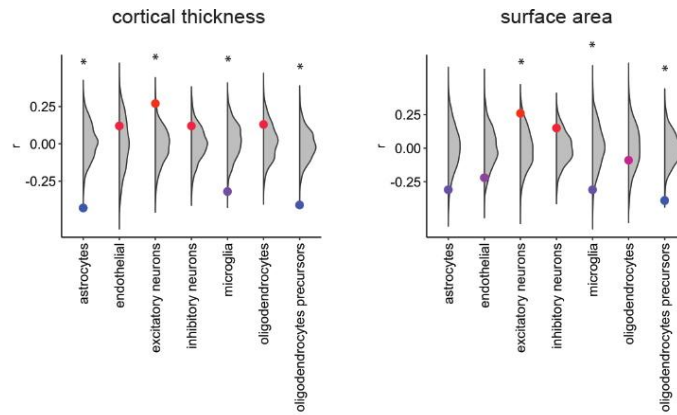 cortical thickness
* * * *
0.25
0.00
-0.25
r
astrocytes
endothelial
excitatory neurons
inhibitory neurons
microglia
oligodendrocytes
oligodendrocytes precursors
surface area
* * *
0.25
0.00
-0.25
r
astrocytes
endothelial
excitatory neurons
inhibitory neurons
microglia
oligodendrocytes
oligodendrocytes precursors